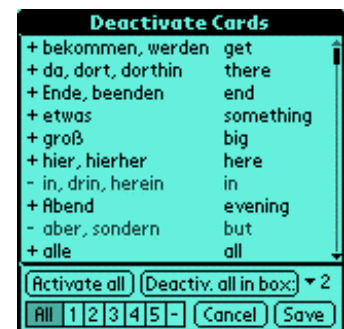 Deactivate Cards
+ bekommen, werden get
+ da, dort, dorthin there
+ Ende, beenden end
+ etwas something
+ groß big
+ hier, hierher here
- in, drin, herein in
+ Abend evening
- aber, sondern but
+ alle all
Activate all Deactiv. all in box: 2
All 1 2 3 4 5 - Cancel Save